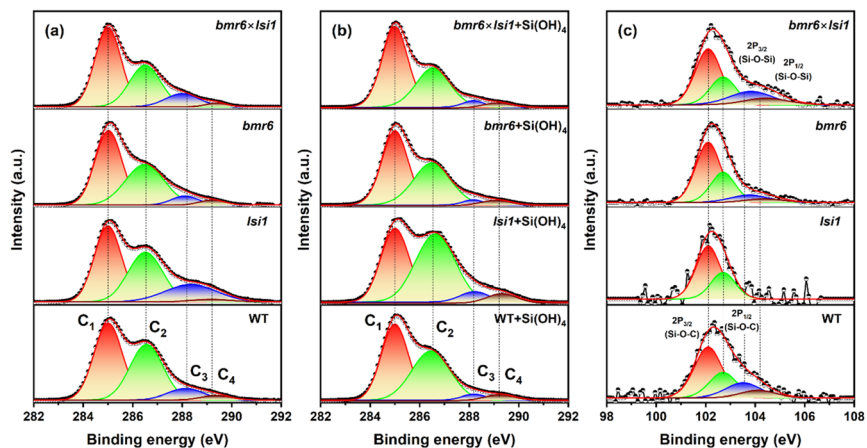 (a)
bmr6×lsi1
bmr6
lsi1
WT
C1
C2
C3
C4
Intensity (a.u.)
282 284 286 288 290 292
Binding energy (eV)
(b)
bmr6×lsi1+Si(OH)4
bmr6+Si(OH)4
lsi1+Si(OH)4
WT+Si(OH)4
C1
C2
C3
C4
Intensity (a.u.)
282 284 286 288 290 292
Binding energy (eV)
(c)
bmr6×lsi1
2P3/2
(Si-O-Si)
2P1/2
(Si-O-Si)
bmr6
lsi1
WT
2P3/2
(Si-O-C)
2P1/2
(Si-O-C)
Intensity (a.u.)
98 100 102 104 106 108
Binding energy (eV)